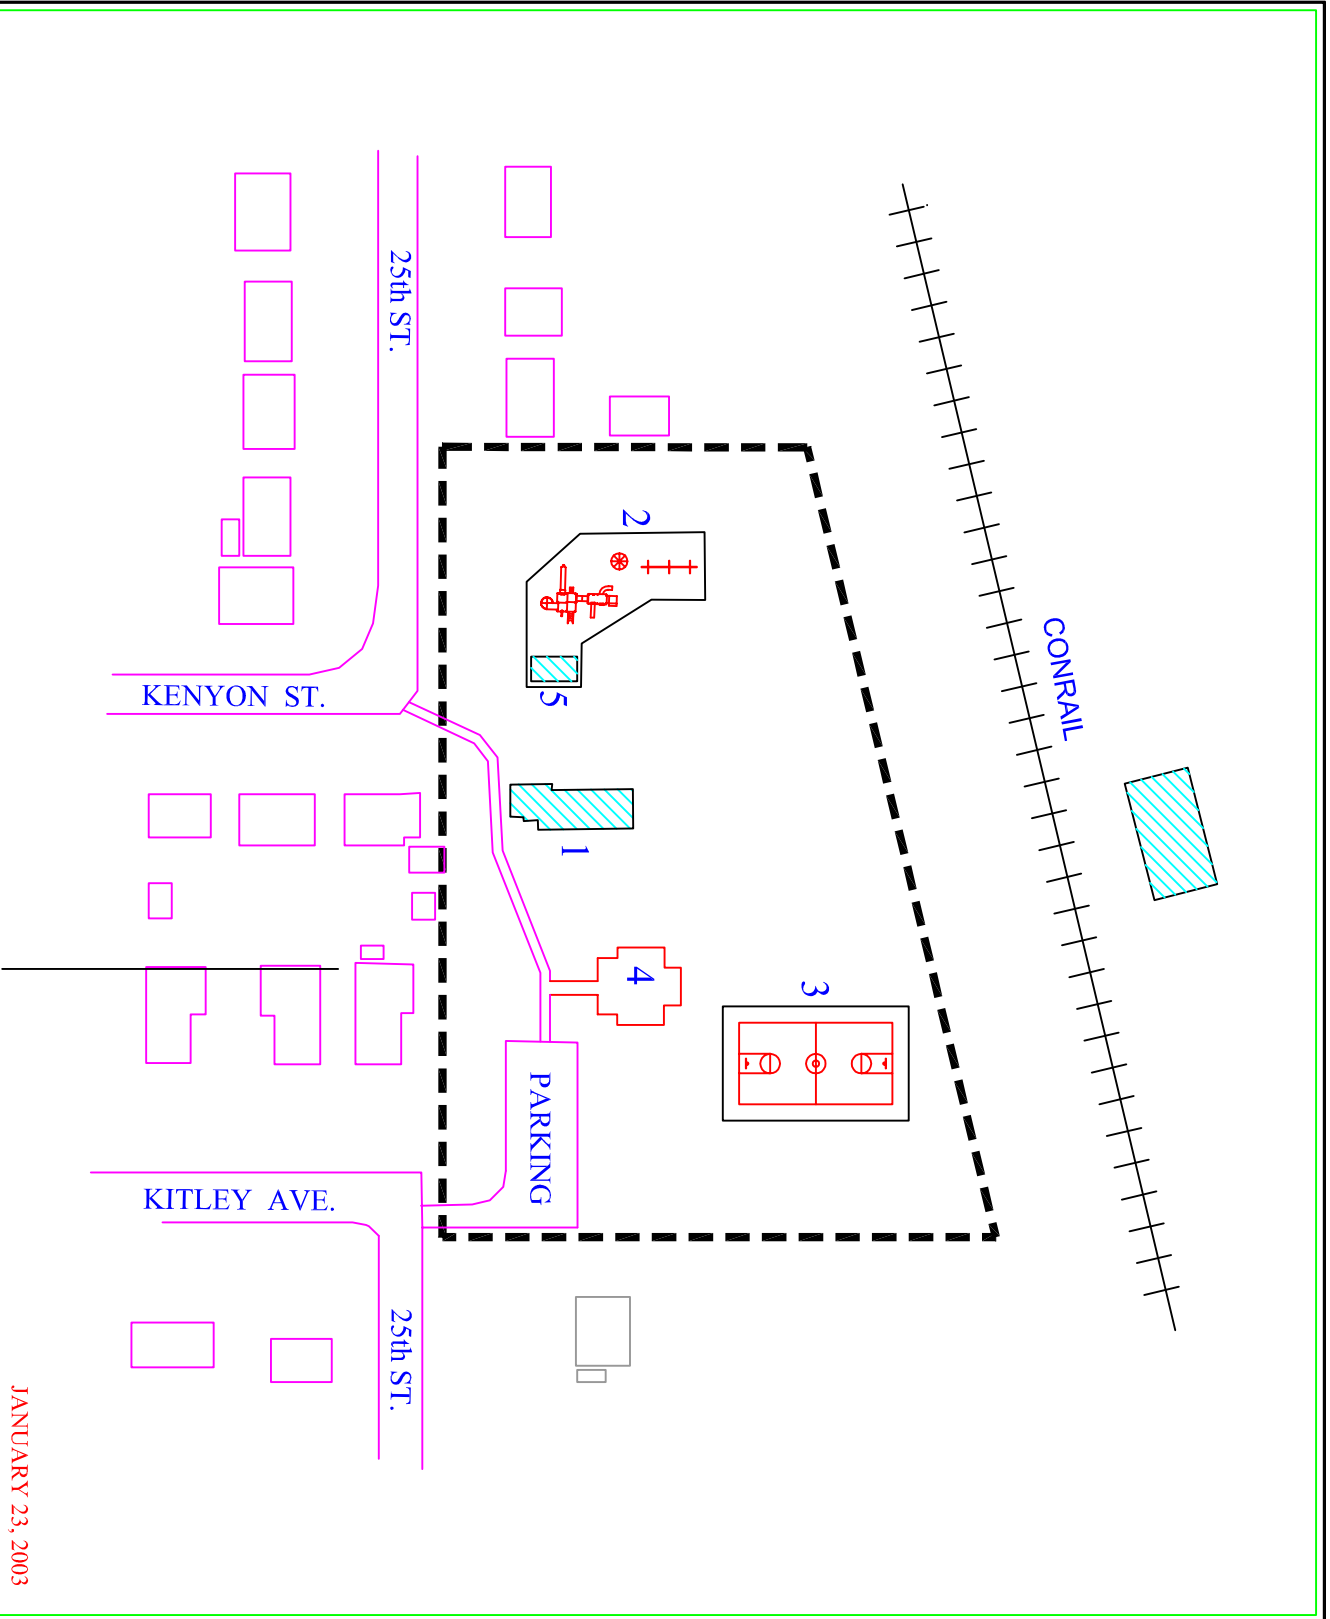 25th ST.
CONRAIL
2
KENYON ST.
5
1
4
3
PARKING
KITLEY AVE.
25th ST.
JANUARY 23, 2003